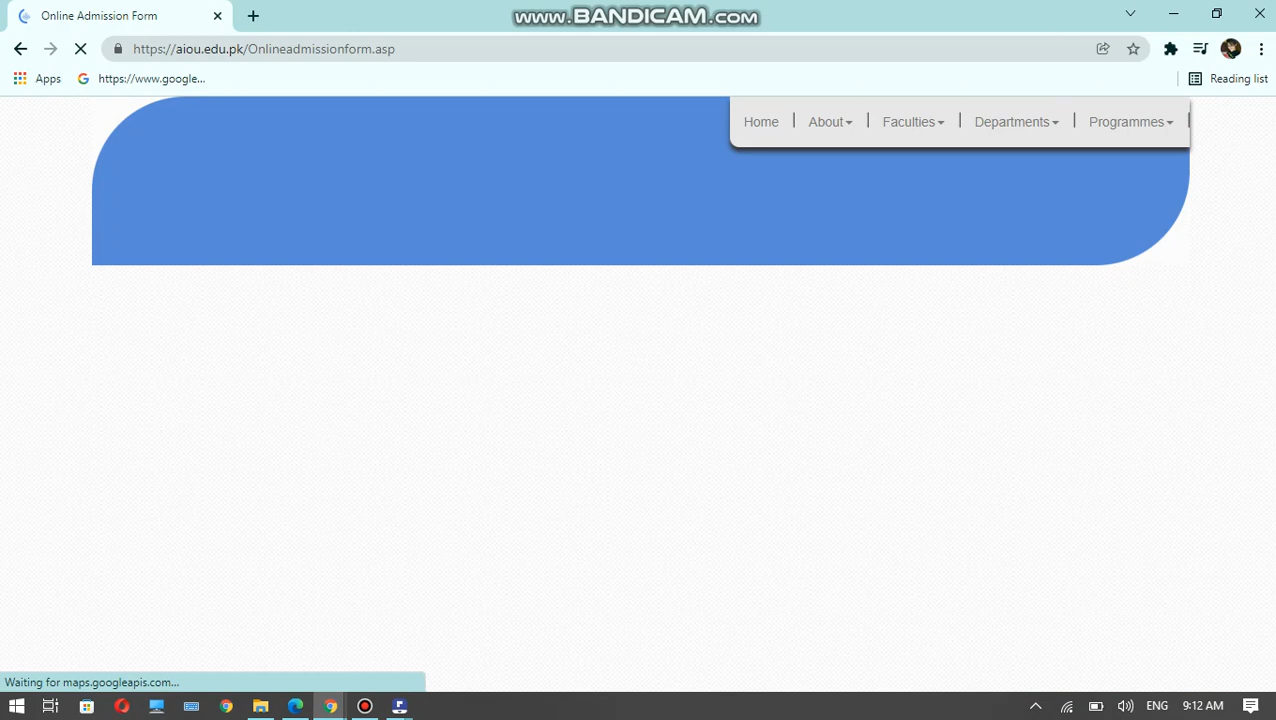 Online Admission Form
www.BANDICAM.com
https://aiou.edu.pk/Onlineadmissionform.asp
Apps
https://www.google...
Reading list
Home
About
Faculties
Departments
Programmes
Waiting for maps.googleapis.com...
ENG
9:12 AM